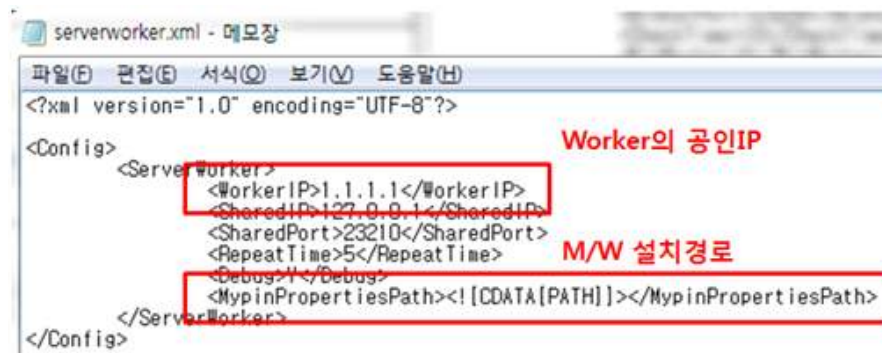 serverworker.xml - 메모장
파일(F) 편집(E) 서식(O) 보기(V) 도움말(H)
<?xml version="1.0" encoding="UTF-8"?>
<Config>
Worker의 공인IP
<ServerWorker>
<WorkerIP>1.1.1.1</WorkerIP>
<SharedIP>127.0.0.1</SharedIP>
<SharedPort>23210</SharedPort>
<RepeatTime>5</RepeatTime>
M/W 설치경로
<Debug>Y</Debug>
<MypinPropertiesPath><![CDATA[PATH]]></MypinPropertiesPath>
</ServerWorker>
</Config>